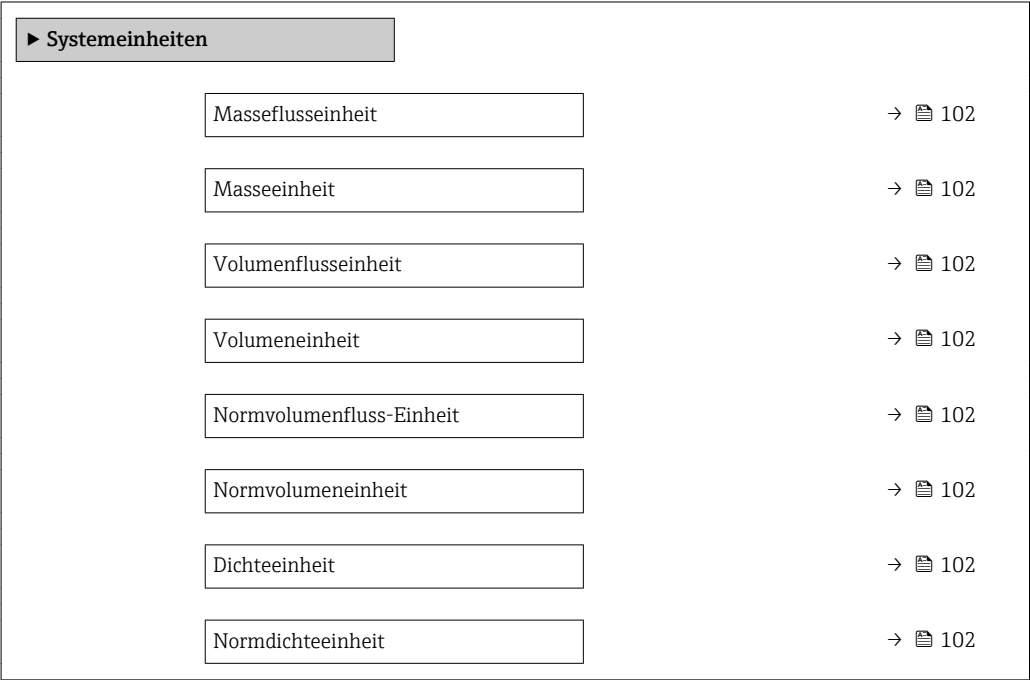 ▶ Systemeinheiten
Masseflusseinheit → 102
Masseeinheit → 102
Volumenflusseinheit → 102
Volumeneinheit → 102
Normvolumenfluss-Einheit → 102
Normvolumeneinheit → 102
Dichteeinheit → 102
Normdichteeinheit → 102